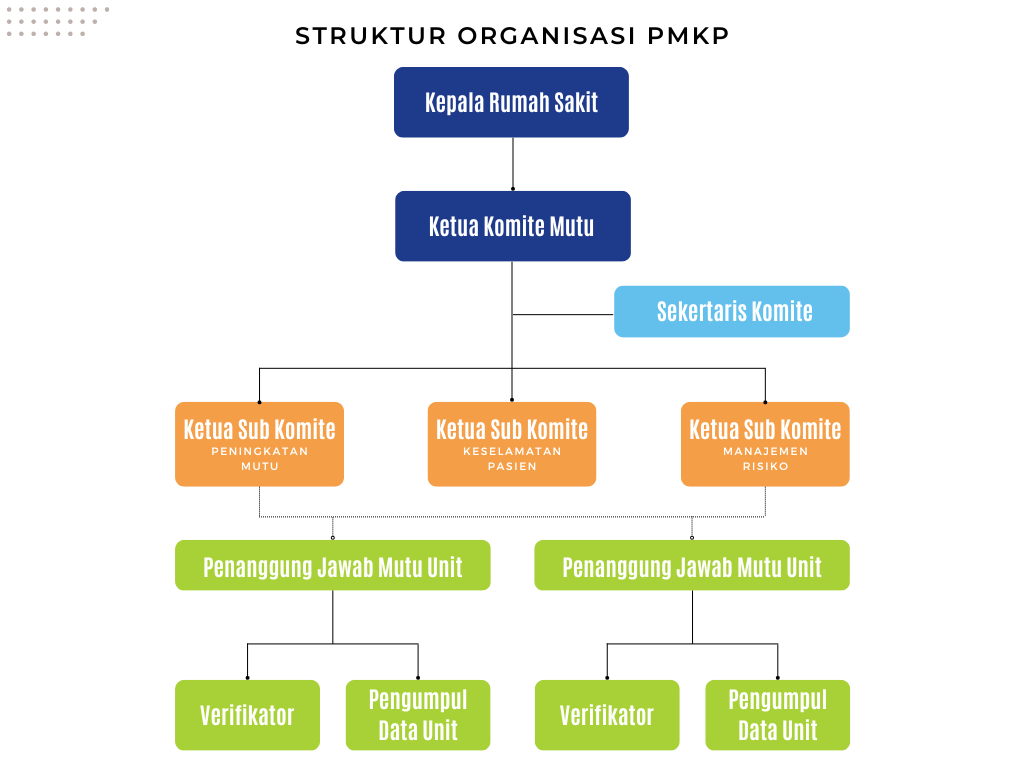 STRUKTUR ORGANISASI PMKP
Kepala Rumah Sakit
Ketua Komite Mutu
Sekertaris Komite
Ketua Sub Komite
PENINGKATAN
MUTU
Ketua Sub Komite
KESELAMATAN
PASIEN
Ketua Sub Komite
MANAJEMEN
RISIKO
Penanggung Jawab Mutu Unit
Penanggung Jawab Mutu Unit
Verifikator
Pengumpul
Data Unit
Verifikator
Pengumpul
Data Unit